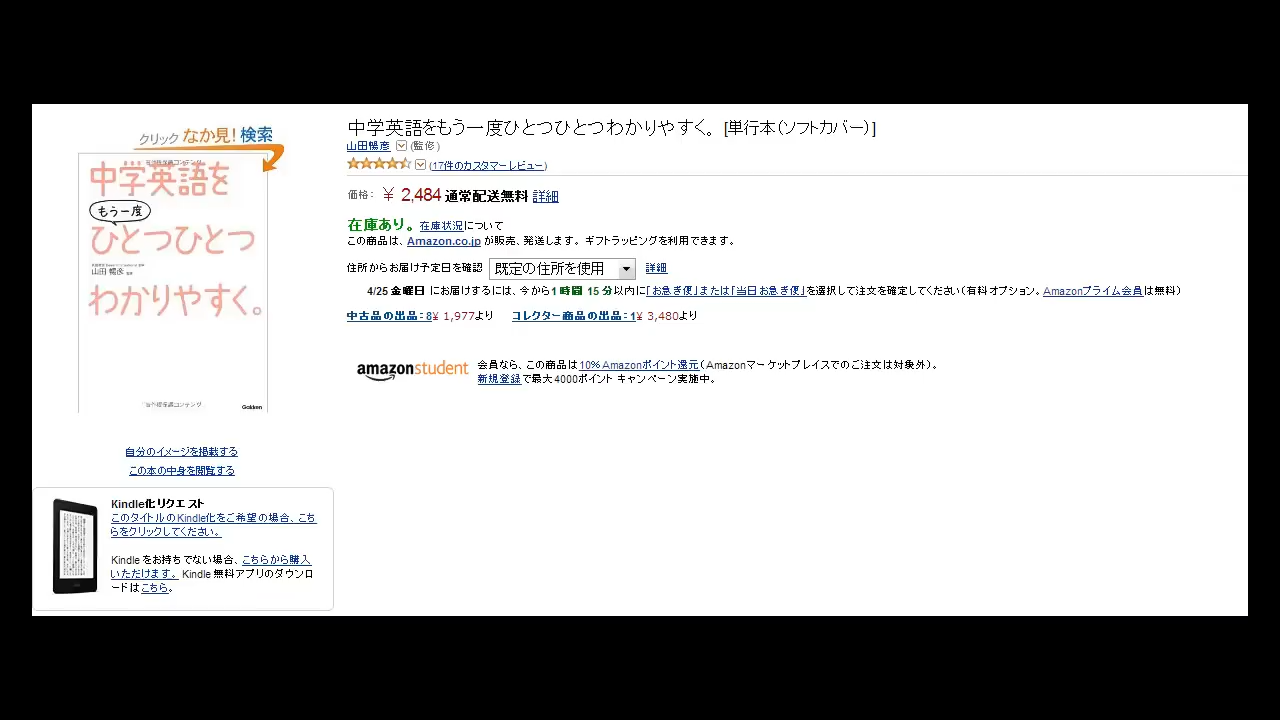 クリック なか見! 検索
著作権保護コンテンツ
中学英語を
もう一度
ひとつひとつ
山田 暢彦 監修
わかりやすく。
著作権保護コンテンツ
Gakken
自分のイメージを掲載する
この本の中身を閲覧する
Kindle化リクエスト
このタイトルのKindle化をご希望の場合、こち
らをクリックしてください。
Kindle をお持ちでない場合、こちらから購入
いただけます。 Kindle 無料アプリのダウンロ
ードはこちら。
中学英語をもう一度ひとつひとつわかりやすく。 [単行本(ソフトカバー)]
山田暢彦 (監修)
(17件のカスタマーレビュー)
価格: ¥ 2,484 通常配送無料 詳細
在庫あり。 在庫状況について
この商品は、Amazon.co.jp が販売、発送します。 ギフトラッピングを利用できます。
住所からお届け予定日を確認 既定の住所を使用 詳細
4/25 金曜日 にお届けするには、今から1 時間 15 分以内に「お急ぎ便」または「当日お急ぎ便」を選択して注文を確定してください(有料オプション。Amazonプライム会員は無料)
中古品の出品:8¥ 1,977より コレクター商品の出品:1¥ 3,480より
amazonstudent 会員なら、この商品は10% Amazonポイント還元(Amazonマーケットプレイスでのご注文は対象外)。
新規登録で最大4000ポイント キャンペーン実施中。